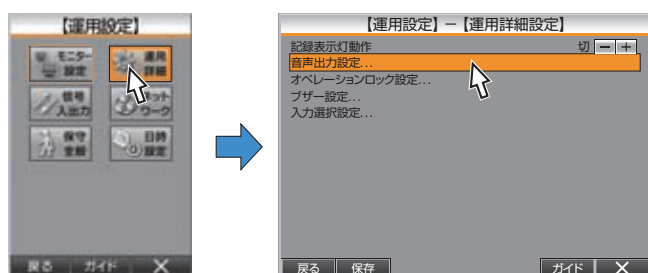 【運用設定】
モニター
設定
運用
詳細
信号
入出力
ネット
ワーク
保守
全般
日時
設定
戻る ガイド X
【運用設定】－【運用詳細設定】
記録表示灯動作 切 － ＋
音声出力設定...
オペレーションロック設定...
ブザー設定...
入力選択設定...
戻る 保存 ガイド X